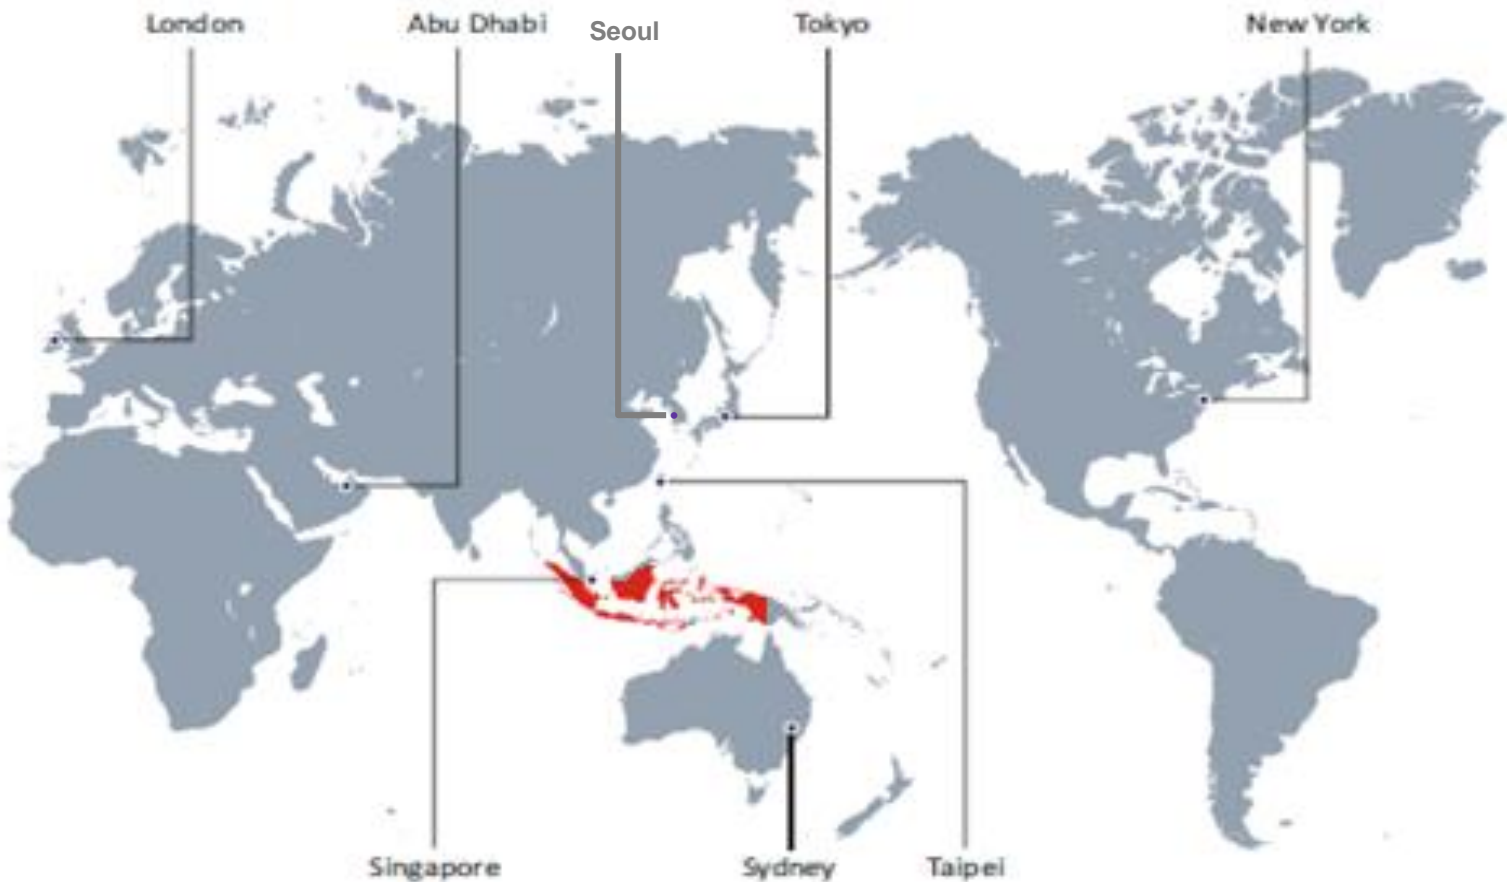 London
Abu Dhabi
Seoul
Tokyo
New York
Singapore
Sydney
Taipei